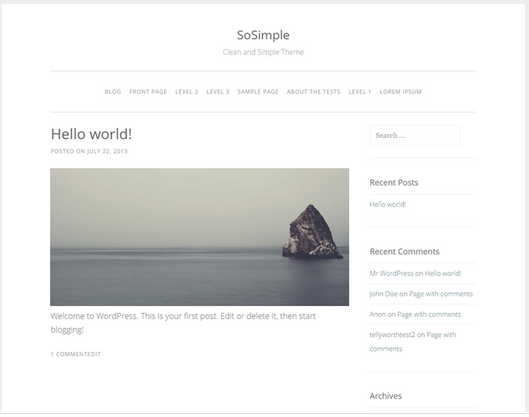 SoSimple
Clean and Simple Theme
BLOG FRONT PAGE LEVEL 2 LEVEL 3 SAMPLE PAGE ABOUT THE TESTS LEVEL 1 LOREM IPSUM
Hello world!
POSTED ON JULY 22, 2015
Welcome to WordPress. This is your first post. Edit or delete it, then start
blogging!
1 COMMENTEDIT
Search ...
Recent Posts
Hello world!
Recent Comments
Mr WordPress on Hello world!
John Doe on Page with comments
Anon on Page with comments
tellyworthtest2 on Page with
comments
Archives